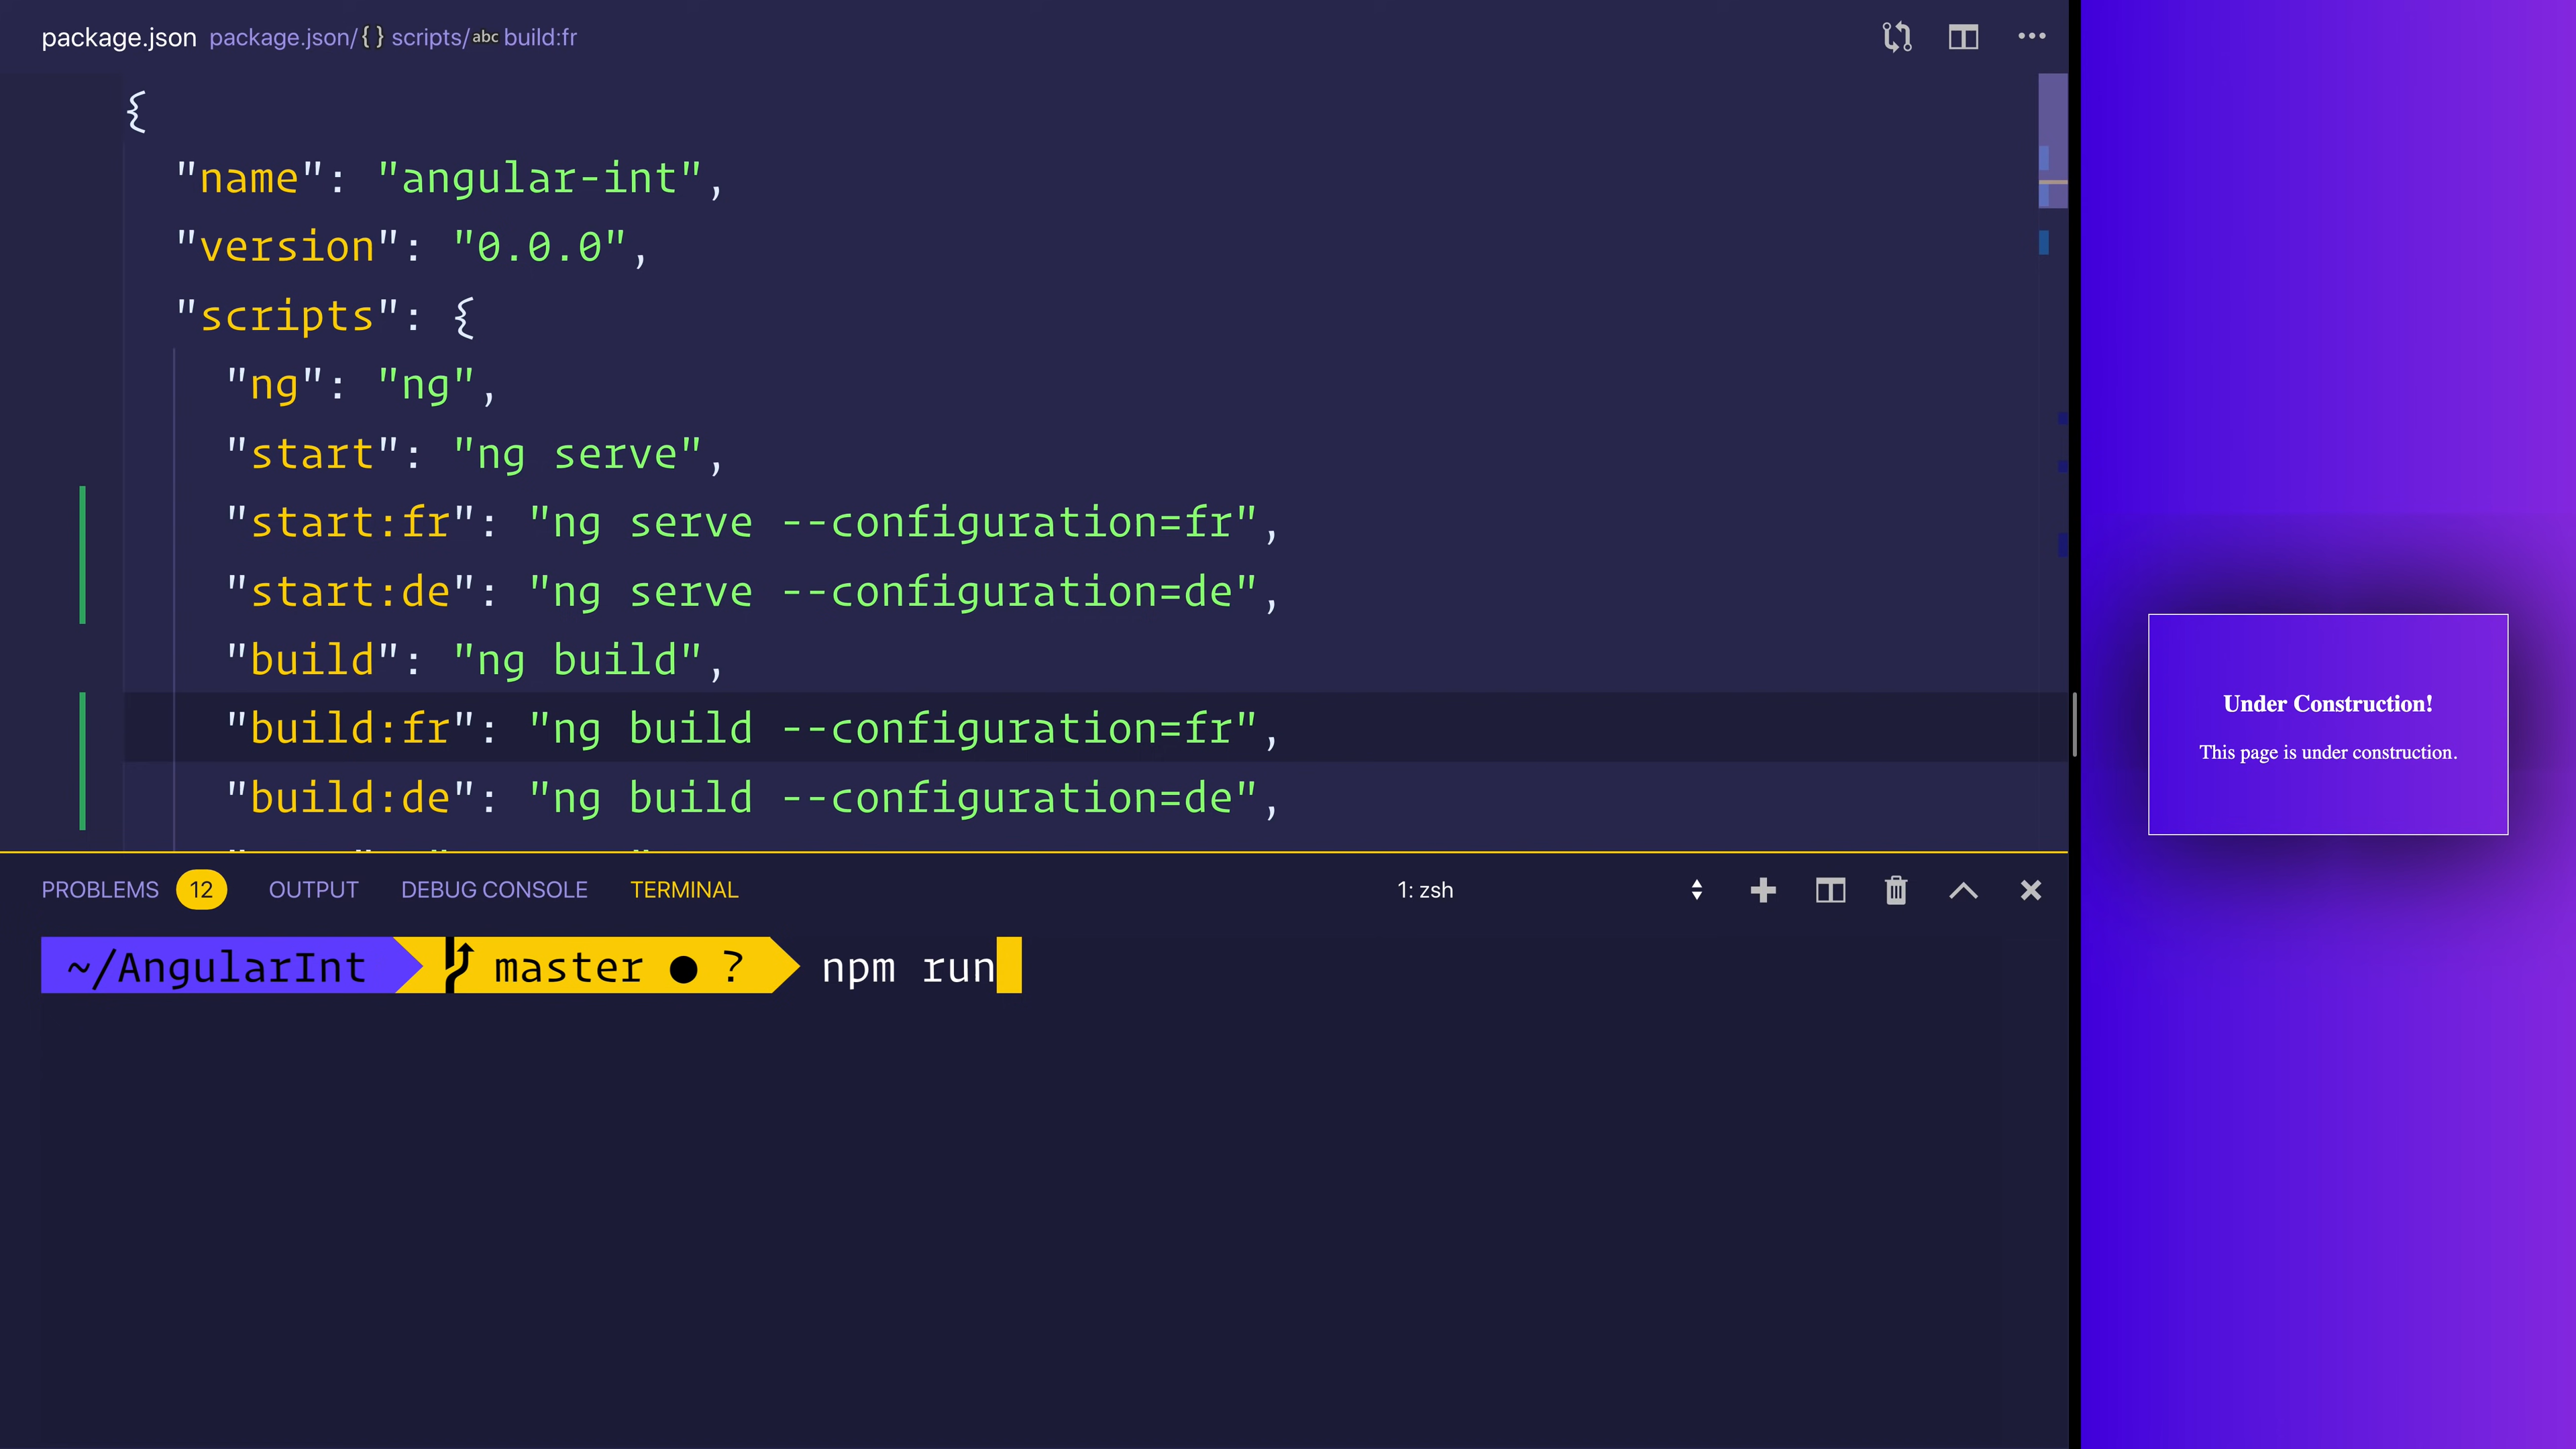 package.json package.json/{ } scripts/abc build:fr
{
"name": "angular-int",
"version": "0.0.0",
"scripts": {
"ng": "ng",
"start": "ng serve",
"start:fr": "ng serve --configuration=fr",
"start:de": "ng serve --configuration=de",
"build": "ng build",
"build:fr": "ng build --configuration=fr",
"build:de": "ng build --configuration=de",
PROBLEMS 12 OUTPUT DEBUG CONSOLE TERMINAL 1: zsh
~/AngularInt master ● ? npm run
Under Construction!
This page is under construction.